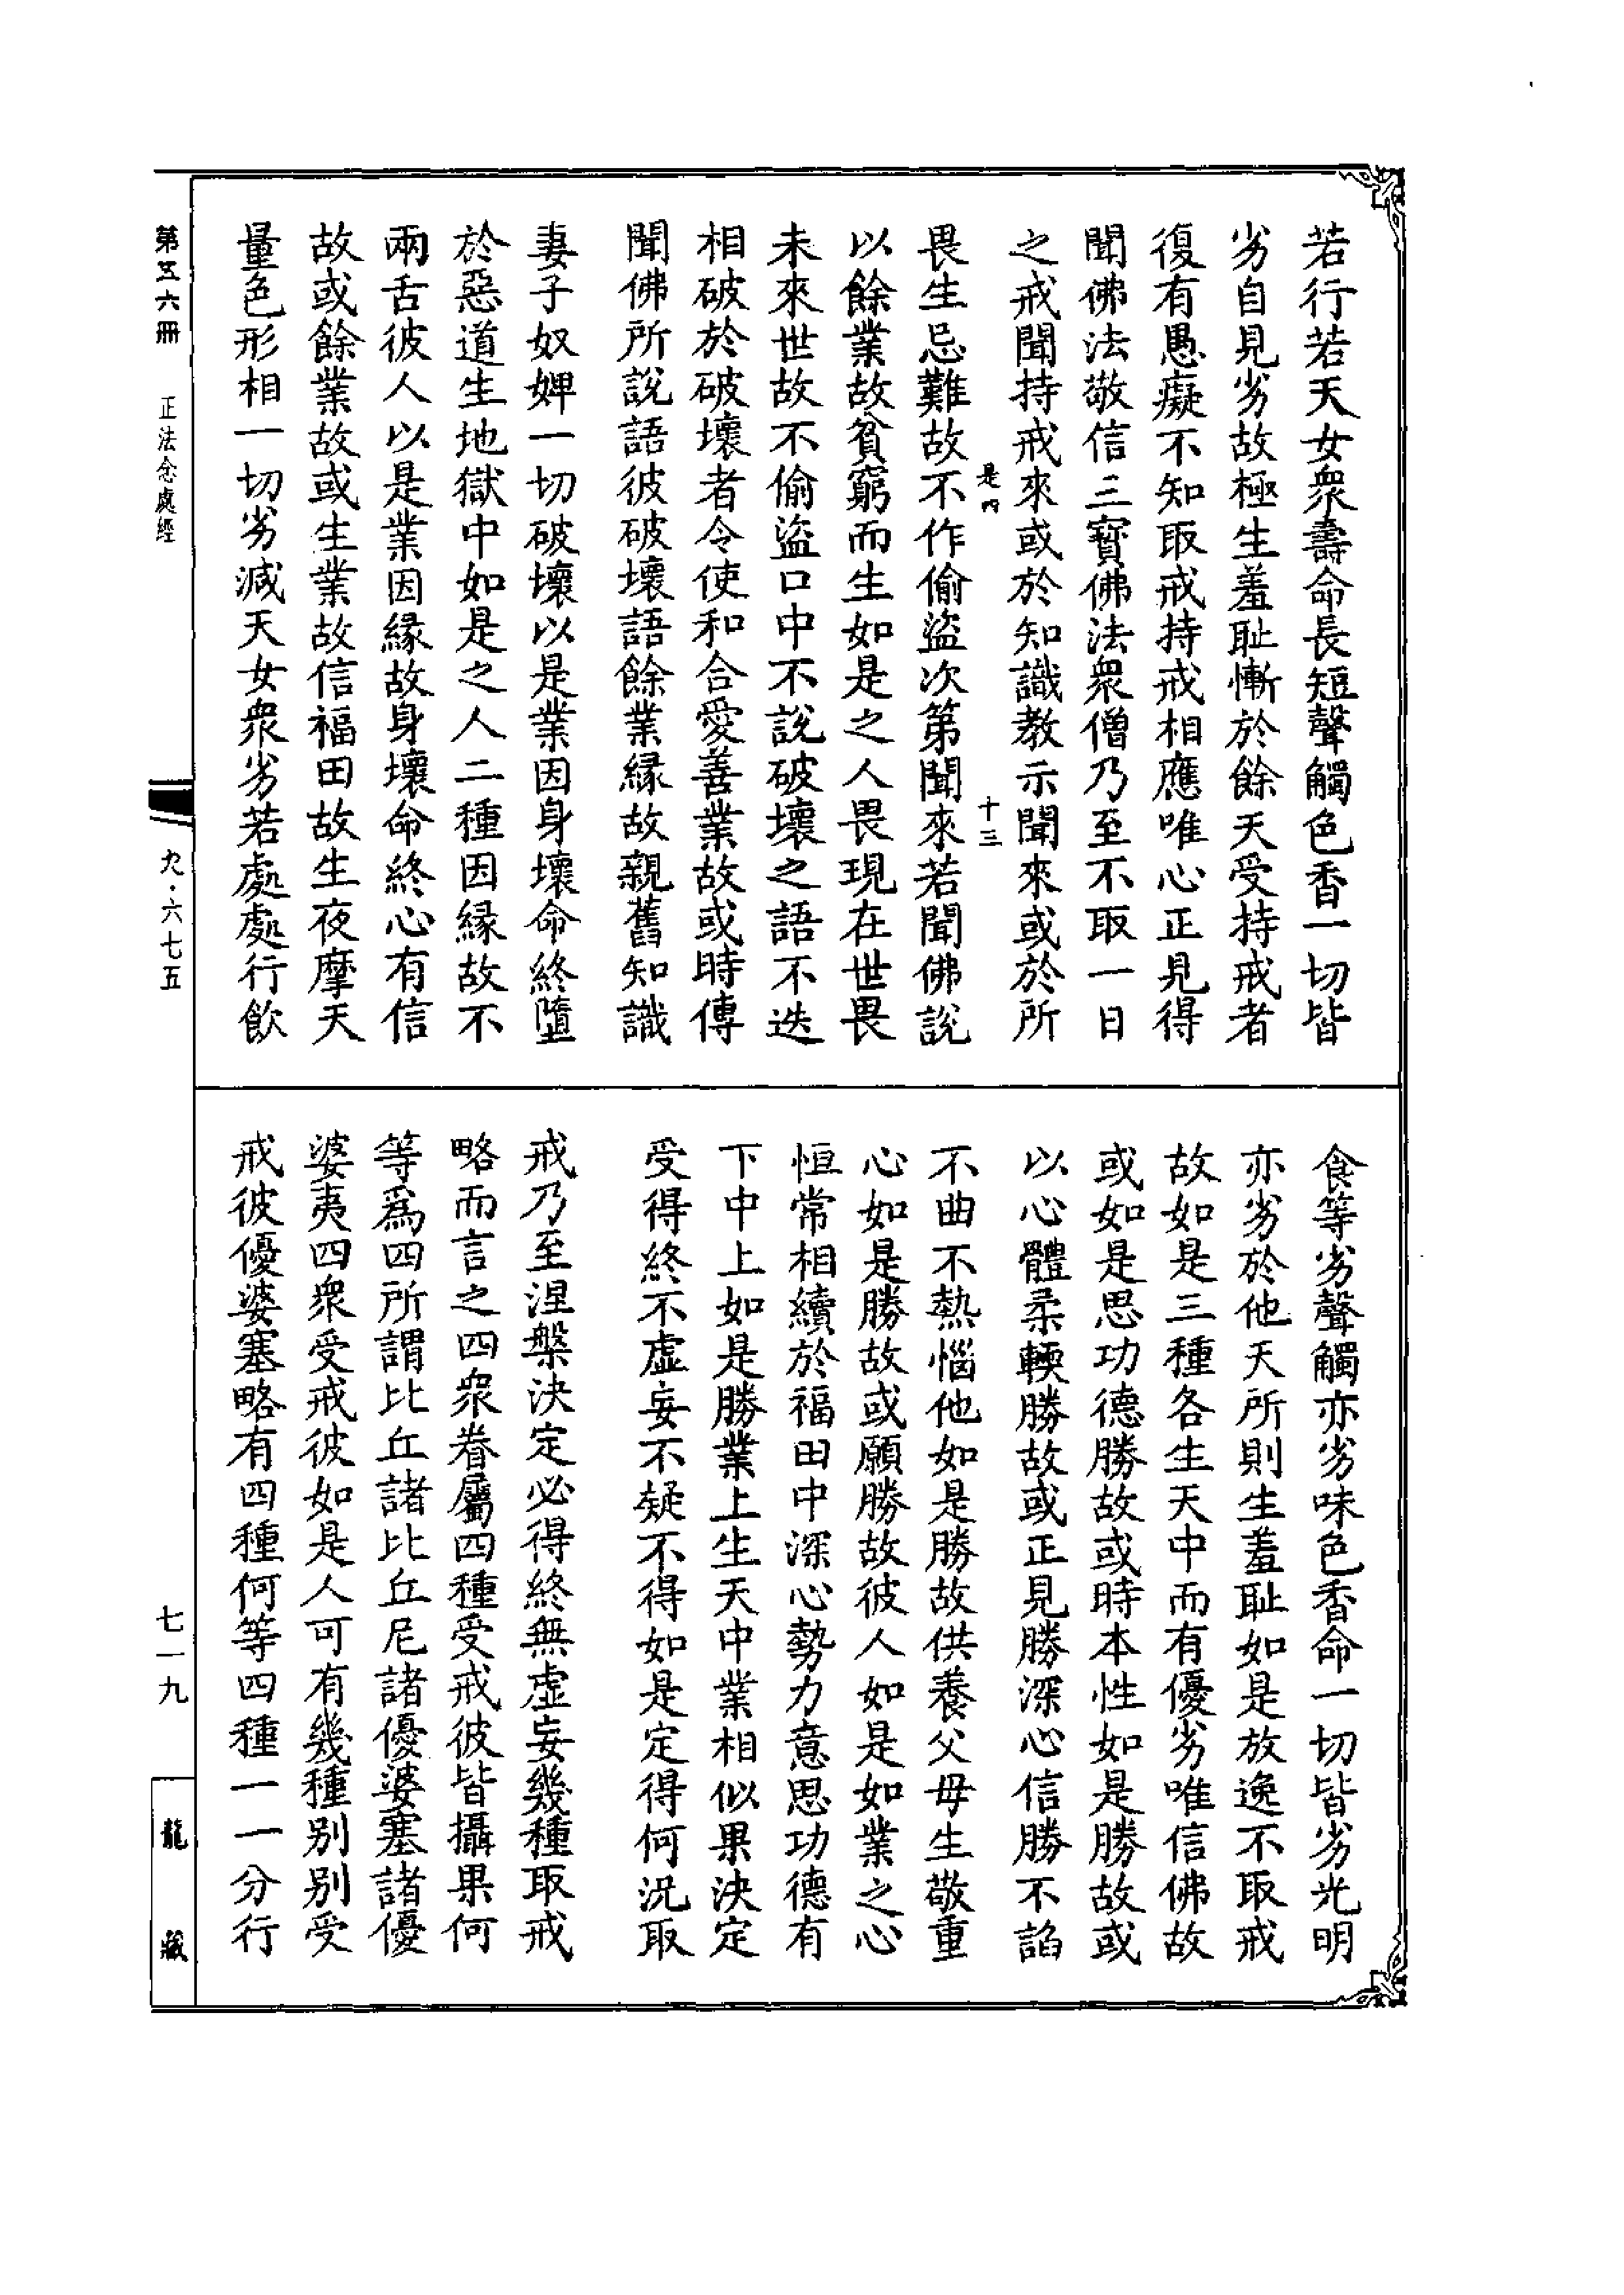 若行若天女衆壽命長短聲觸色香一切皆
劣自見劣故極生羞耻慚於餘天受持戒者
復有愚癡不知取戒持戒相應唯心正見得
聞佛法敬信三寶佛法衆僧乃至不取一日
之戒聞持戒來或於知識教示聞來或於所
是丙 十三
畏生忌難故不作偷盜次第聞來若聞佛說
以餘業故貧窮而生如是之人畏現在世畏
未來世故不偷盜口中不說破壞之語不迭
相破於破壞者令使和合愛善業故或時傳
聞佛所說語彼破壞語餘業緣故親舊知識
妻子奴婢一切破壞以是業因身壞命終墮
於惡道生地獄中如是之人二種因緣故不
兩舌彼人以是業因緣故身壞命終心有信
故或餘業故或生業故信福田故生夜摩天
量色形相一切劣減天女衆劣若處處行飲
食等劣聲觸亦劣味色香命一切皆劣光明
亦劣於他天所則生羞耻如是放逸不取戒
故如是三種各生天中而有優劣唯信佛故
或如是思功德勝故或時本性如是勝故或
以心體柔輭勝故或正見勝深心信勝不諂
不曲不熱惱他如是勝故供養父母生敬重
心如是勝故或願勝故彼人如是如業之心
恒常相續於福田中深心勢力意思功德有
下中上如是勝業上生天中業相似果決定
受得終不虛妄不疑不得如是定得何況取
戒乃至涅槃決定必得終無虛妄幾種取戒
略而言之四衆眷屬四種受戒彼皆攝果何
等爲四所謂比丘諸比丘尼諸優婆塞諸優
婆夷四衆受戒彼如是人可有幾種別別受
戒彼優婆塞略有四種何等四種一一分行
第五六冊 正法念處經 九·六七五 七一九 龍藏